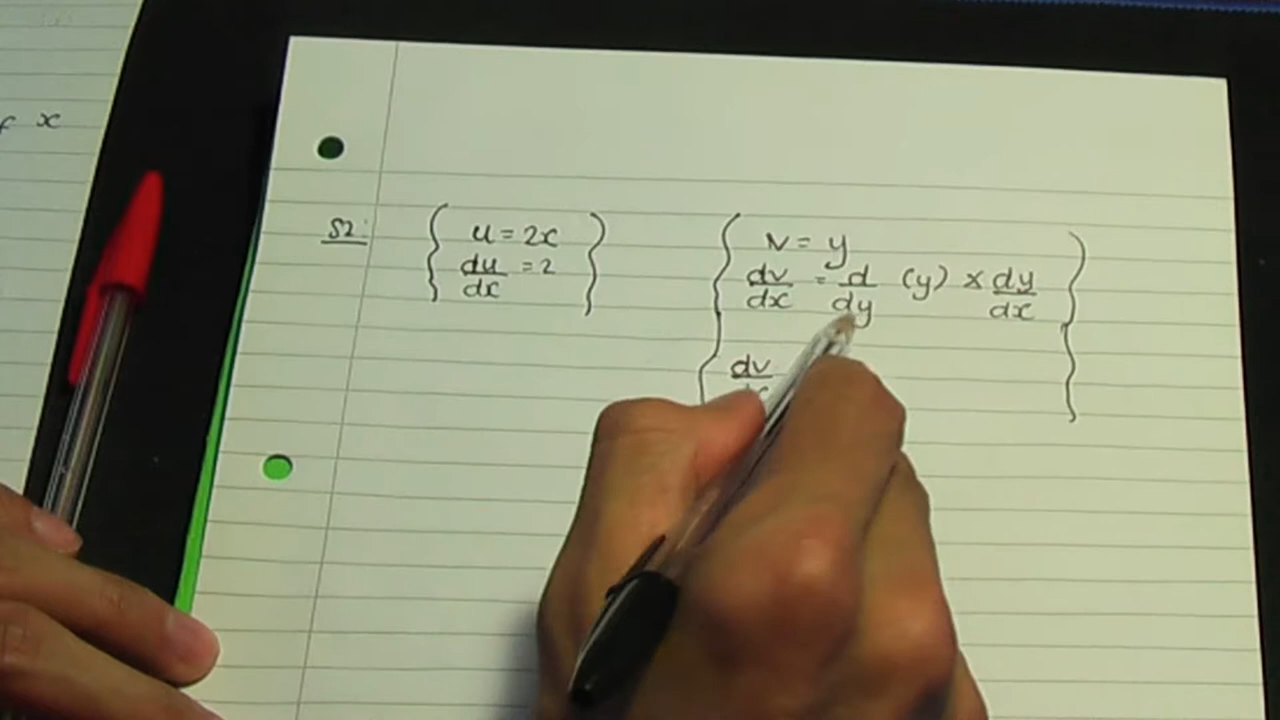 f x
S2:
u = 2x
du/dx = 2
v = y
dv/dx = d/dy (y) × dy/dx
dv